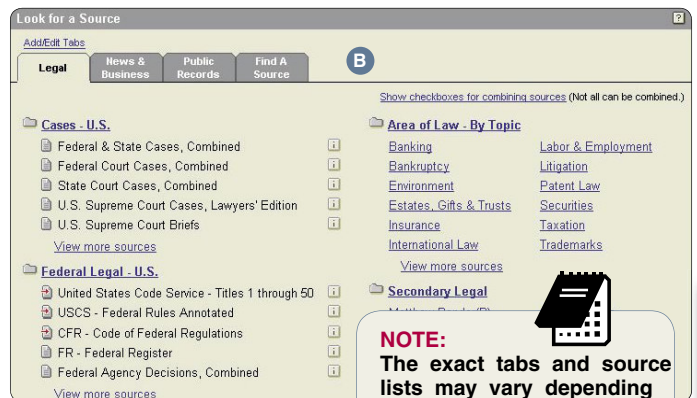 Look for a Source
?
Add/Edit Tabs
Legal
News & Business
Public Records
Find A Source
B
Show checkboxes for combining sources (Not all can be combined.)
Cases - U.S.
Federal & State Cases, Combined
Federal Court Cases, Combined
State Court Cases, Combined
U.S. Supreme Court Cases, Lawyers' Edition
U.S. Supreme Court Briefs
View more sources
Federal Legal - U.S.
United States Code Service - Titles 1 through 50
USCS - Federal Rules Annotated
CFR - Code of Federal Regulations
FR - Federal Register
Federal Agency Decisions, Combined
View more sources
Area of Law - By Topic
Banking
Labor & Employment
Bankruptcy
Litigation
Environment
Patent Law
Estates, Gifts & Trusts
Securities
Insurance
Taxation
International Law
Trademarks
View more sources
Secondary Legal
NOTE:
The exact tabs and source
lists may vary depending